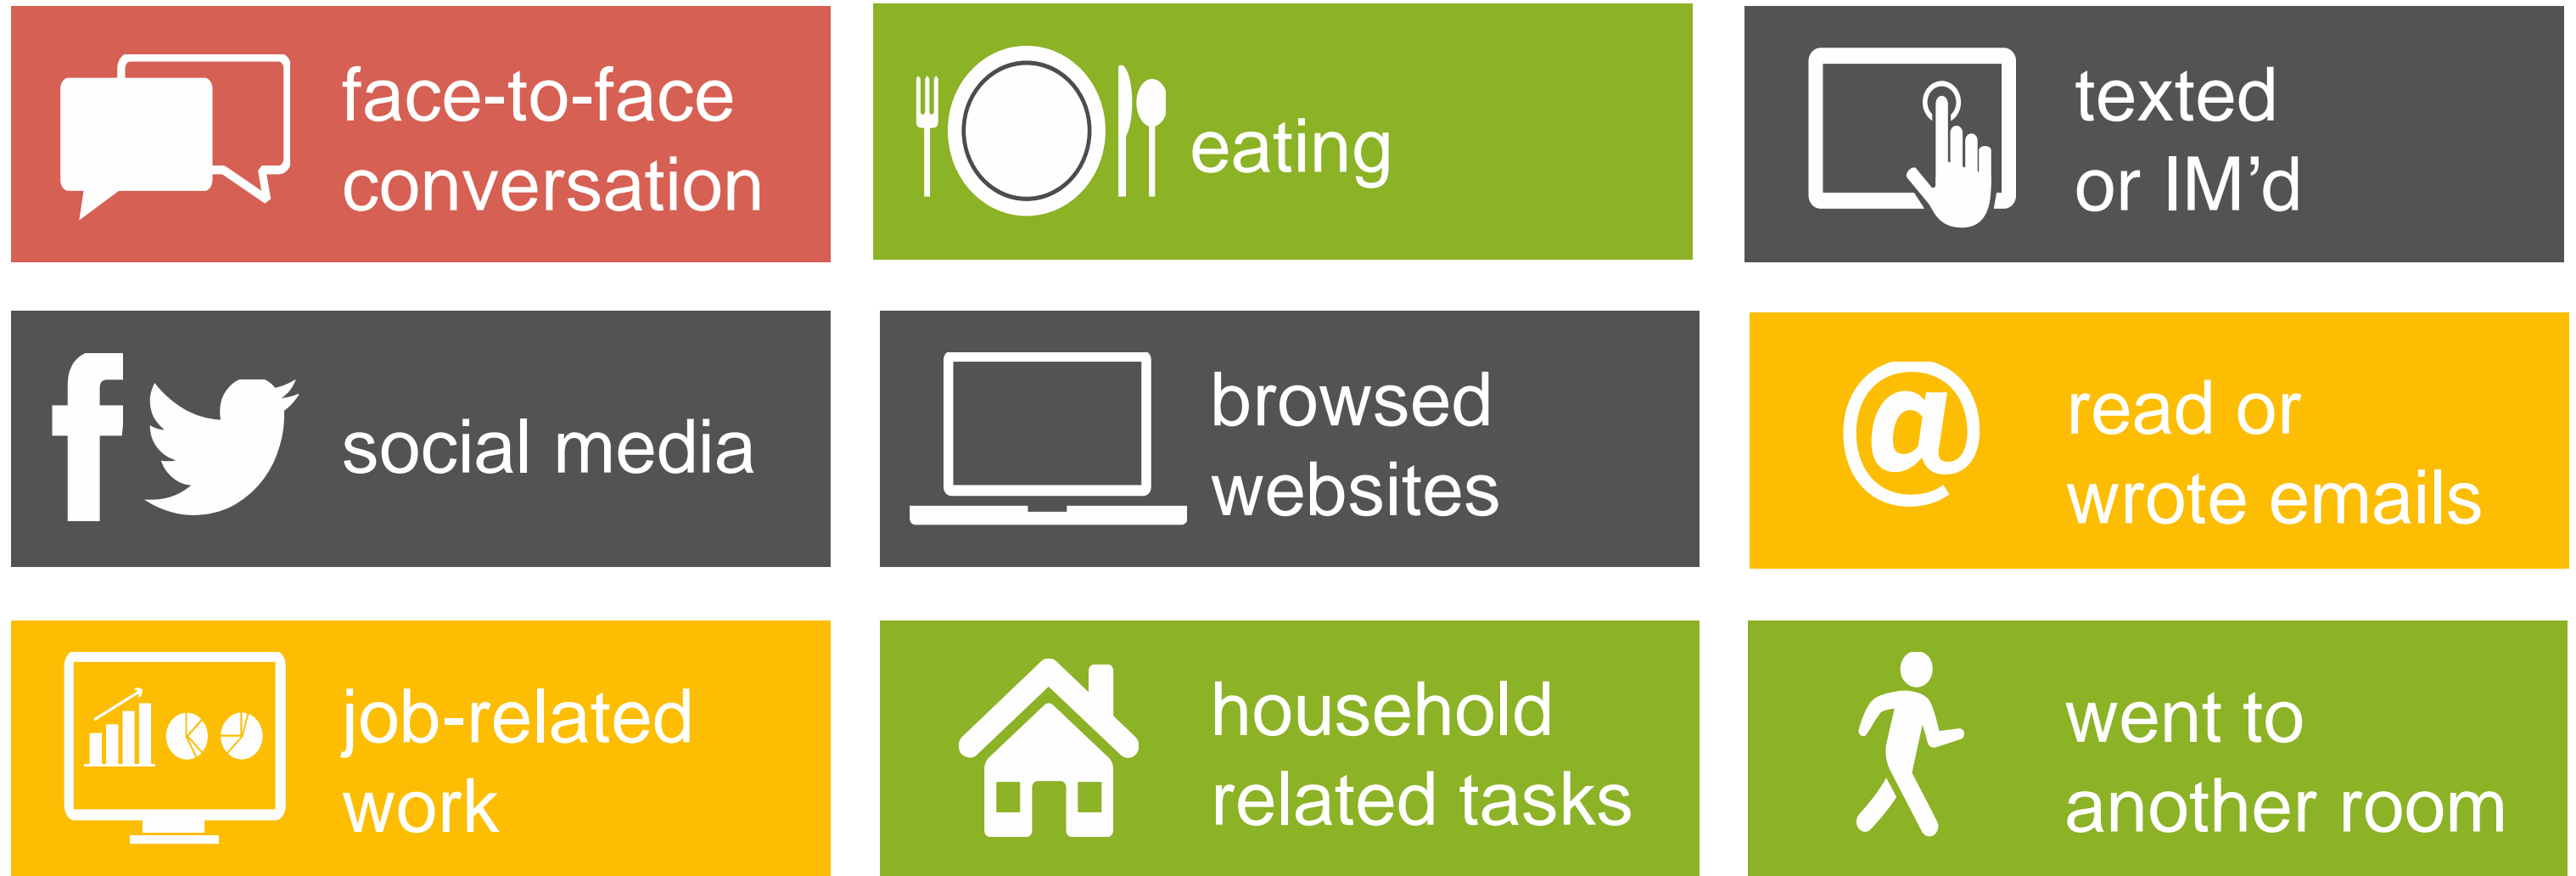 face-to-face
conversation
eating
texted
or IM’d
social media
browsed
websites
@
read or
wrote emails
job-related
work
household
related tasks
went to
another room